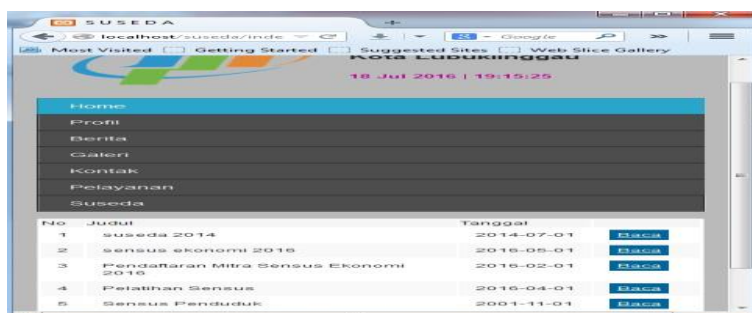 SUSEDA
localhost/suseda/inde
Google
Most Visited Getting Started Suggested Sites Web Slice Gallery
Kota Lubuklinggau
18 Jul 2016 | 19:15:25
Home
Profil
Berita
Galeri
Kontak
Pelayanan
Suseda
No Judul Tanggal
1 suseda 2014 2014-07-01 Baca
2 sensus ekonomi 2016 2016-05-01 Baca
3 Pendaftaran Mitra Sensus Ekonomi 2016 2016-02-01 Baca
4 Pelatihan Sensus 2016-04-01 Baca
5 Sensus Penduduk 2001-11-01 Baca